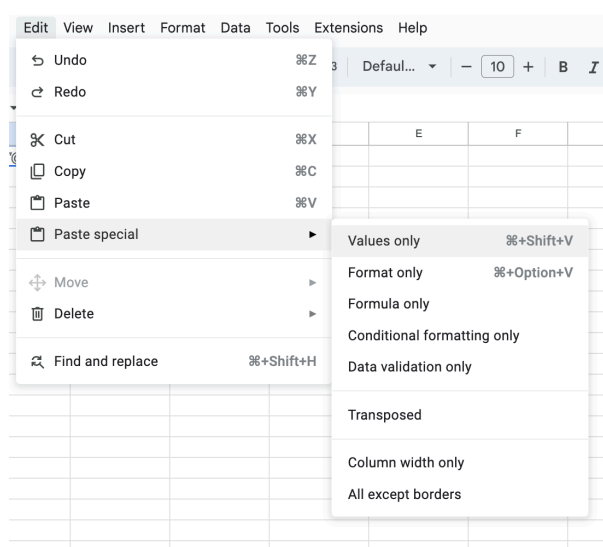 Edit View Insert Format Data Tools Extensions Help
Defaul... 10 B I
E F
Undo ⌘Z
Redo ⌘Y
Cut ⌘X
Copy ⌘C
Paste ⌘V
Paste special
Move
Delete
Find and replace ⌘+Shift+H
Values only ⌘+Shift+V
Format only ⌘+Option+V
Formula only
Conditional formatting only
Data validation only
Transposed
Column width only
All except borders